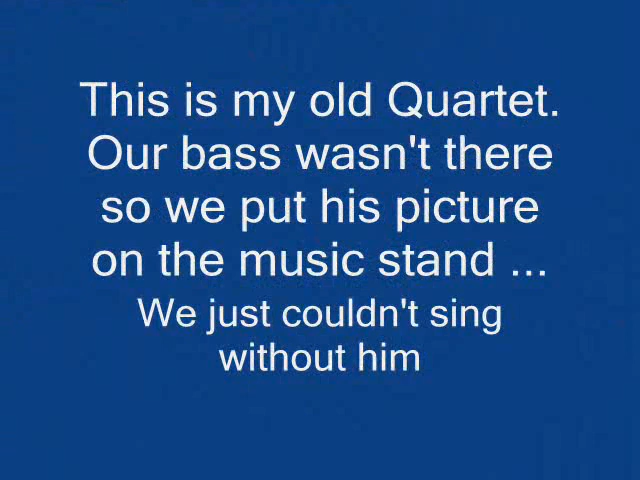 This is my old Quartet.
Our bass wasn't there
so we put his picture
on the music stand ...
We just couldn't sing
without him